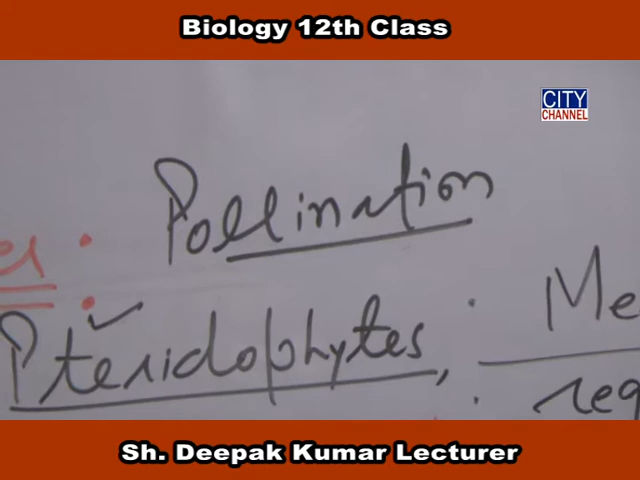 Biology 12th Class
CITY
CHANNEL
Pollination
Pteridophytes,
Sh. Deepak Kumar Lecturer